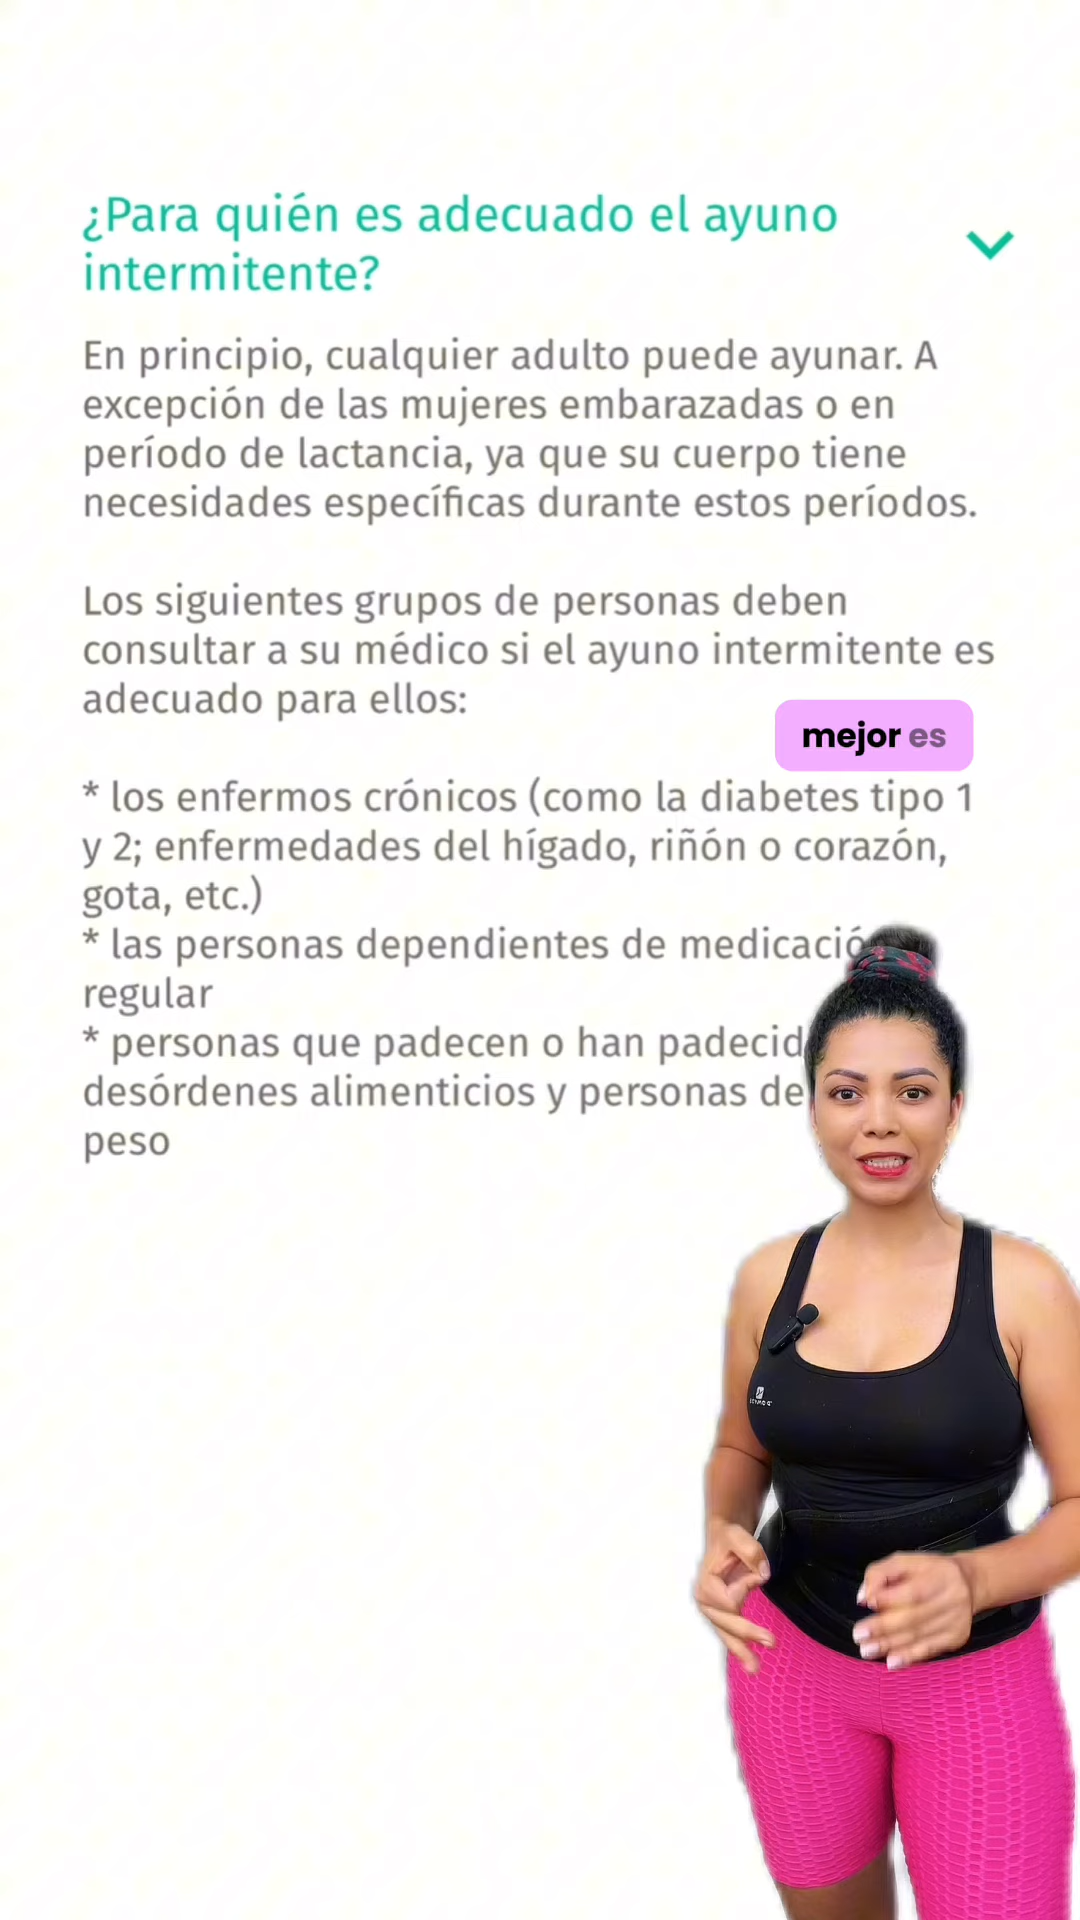 ¿Para quién es adecuado el ayuno
intermitente?
En principio, cualquier adulto puede ayunar. A
excepción de las mujeres embarazadas o en
período de lactancia, ya que su cuerpo tiene
necesidades específicas durante estos períodos.
Los siguientes grupos de personas deben
consultar a su médico si el ayuno intermitente es
adecuado para ellos:
mejor es
* los enfermos crónicos (como la diabetes tipo 1
y 2; enfermedades del hígado, riñón o corazón,
gota, etc.)
* las personas dependientes de medicació
regular
* personas que padecen o han padecid
desórdenes alimenticios y personas de
peso